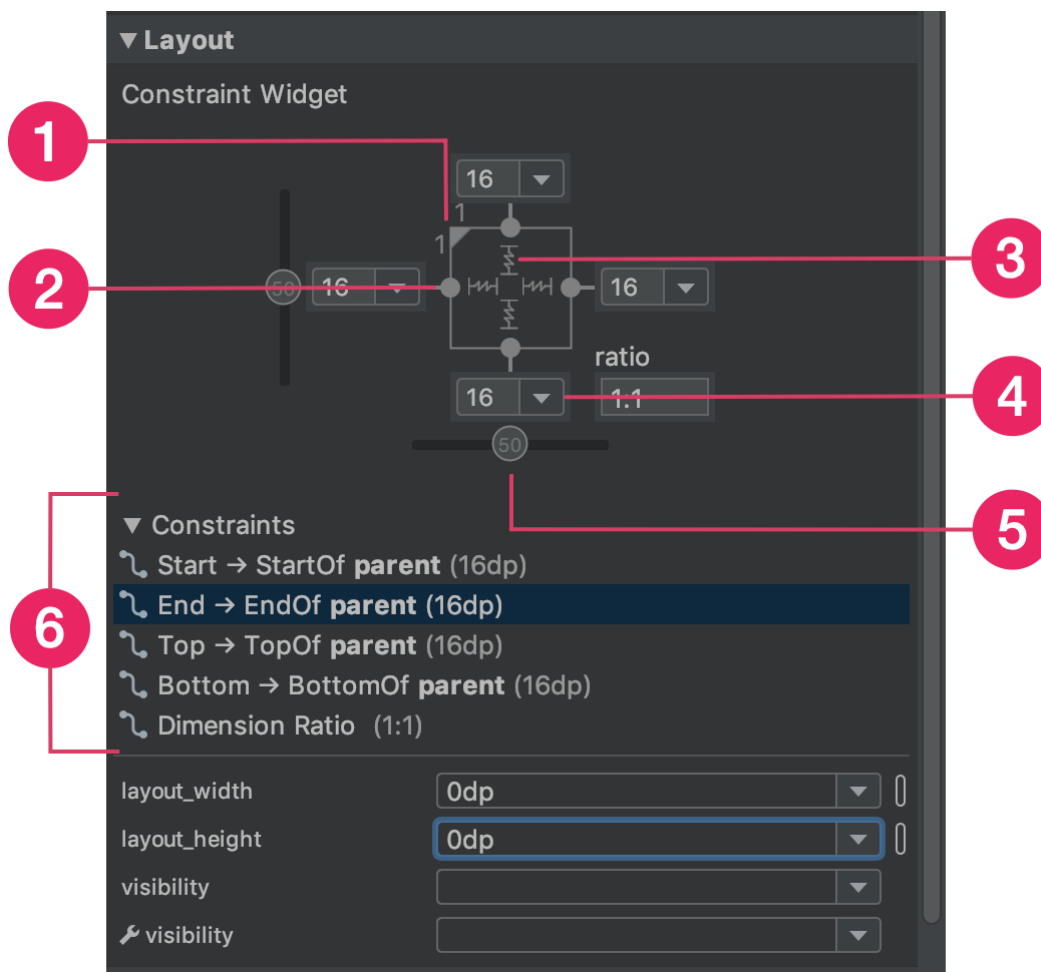 Layout
Constraint Widget
1
16
1
1
3
2
50
16
16
ratio
16
1:1
4
50
5
Constraints
Start → StartOf parent (16dp)
End → EndOf parent (16dp)
6
Top → TopOf parent (16dp)
Bottom → BottomOf parent (16dp)
Dimension Ratio (1:1)
layout_width 0dp
layout_height 0dp
visibility
visibility